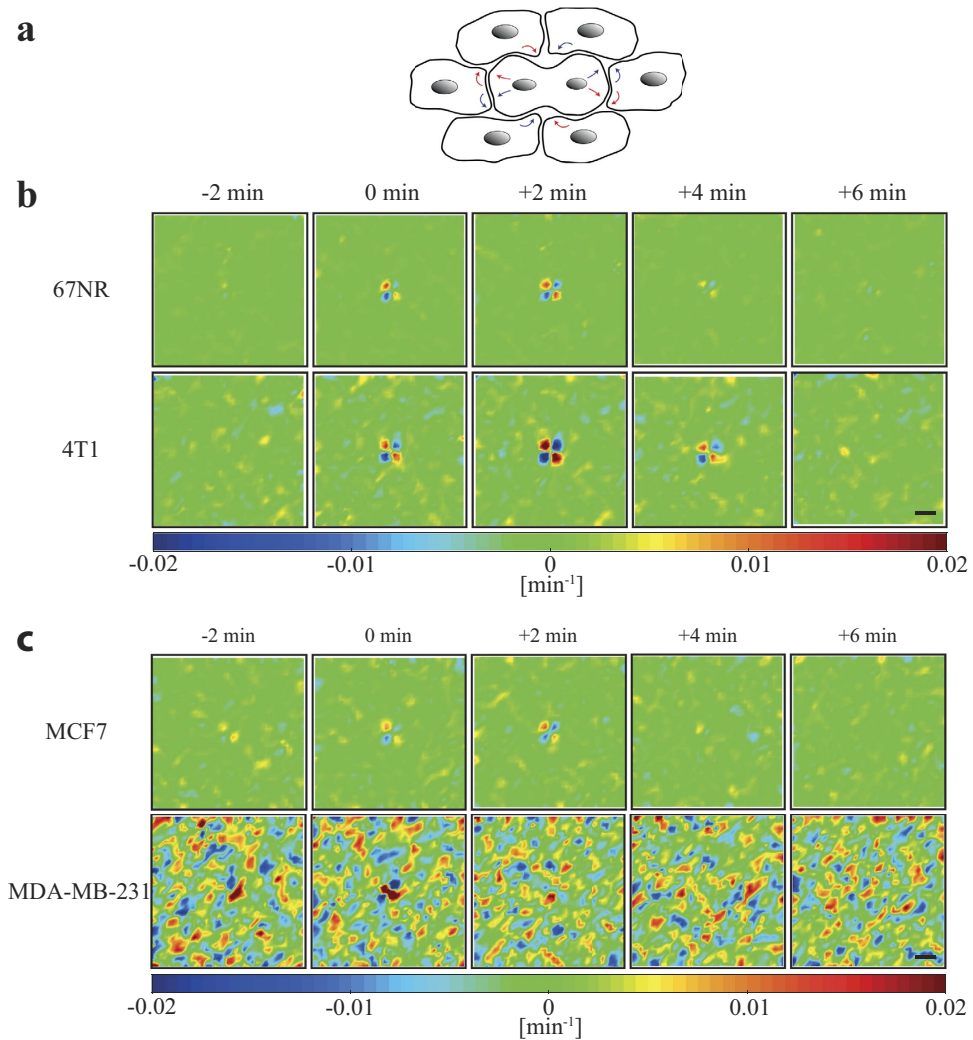 a
b
-2 min 0 min +2 min +4 min +6 min
67NR
4T1
-0.02 -0.01 0 0.01 0.02
[min-1]
c
-2 min 0 min +2 min +4 min +6 min
MCF7
MDA-MB-231
-0.02 -0.01 0 0.01 0.02
[min-1]